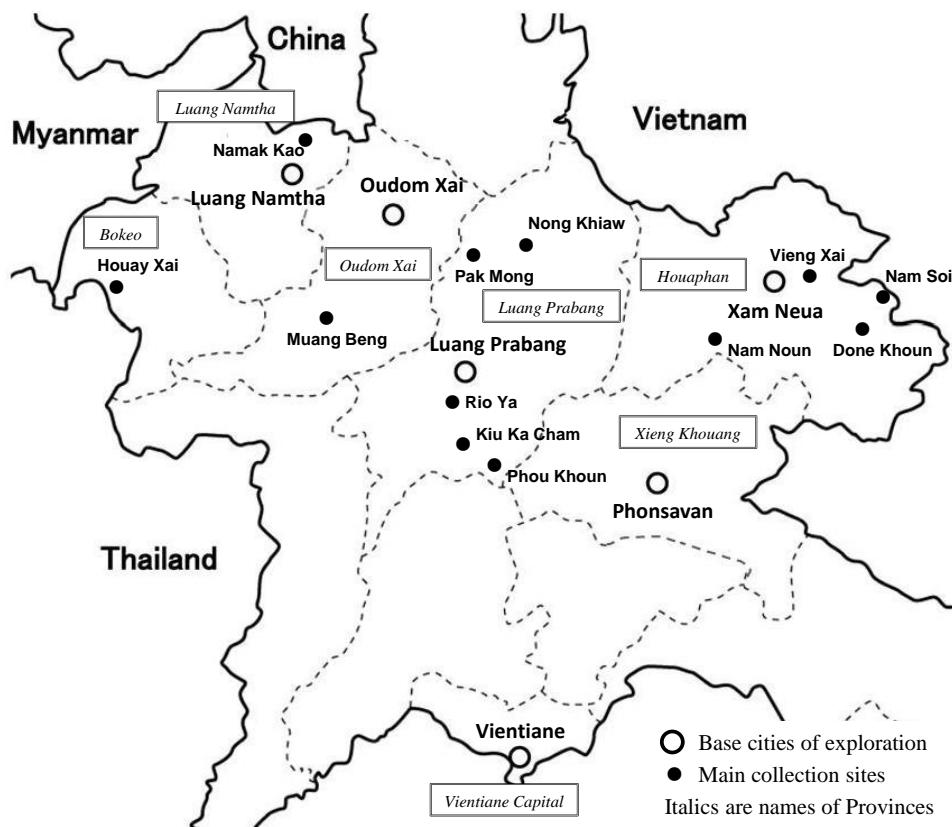 China
Luang Namtha
Myanmar
Vietnam
Namak Kao
Oudom Xai
Luang Namtha
Nong Khiaw
Bokeo
Vieng Xai
Houay Xai
Oudom Xai
Pak Mong
Houaphan
Nam Soi
Luang Prabang
Xam Neua
Muang Beng
Luang Prabang
Nam Noun
Done Khoun
Rio Ya
Kiu Ka Cham
Xieng Khouang
Phou Khoun
Phonsavan
Thailand
Vientiane
Base cities of exploration
Main collection sites
Vientiane Capital
Italics are names of Provinces